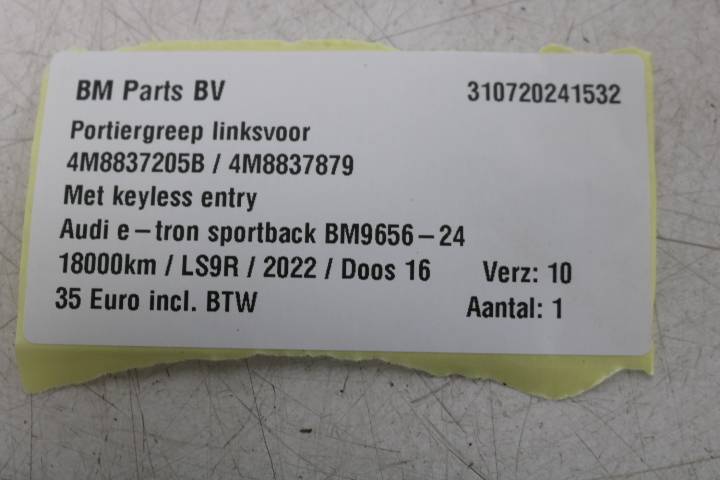 BM Parts BV 310720241532
Portiergreep linksvoor
4M8837205B / 4M8837879
Met keyless entry
Audi e-tron sportback BM9656-24
18000km / LS9R / 2022 / Doos 16 Verz: 10
35 Euro incl. BTW Aantal: 1